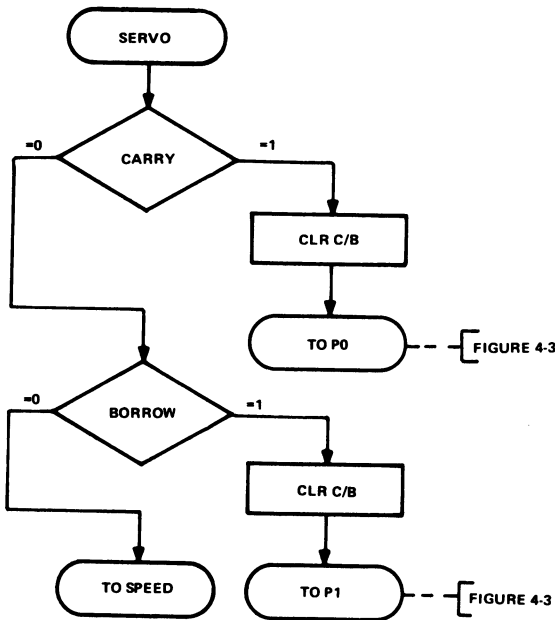 SERVO
=0
CARRY
=1
CLR C/B
TO P0
FIGURE 4-3
=0
BORROW
=1
CLR C/B
TO SPEED
TO P1
FIGURE 4-3